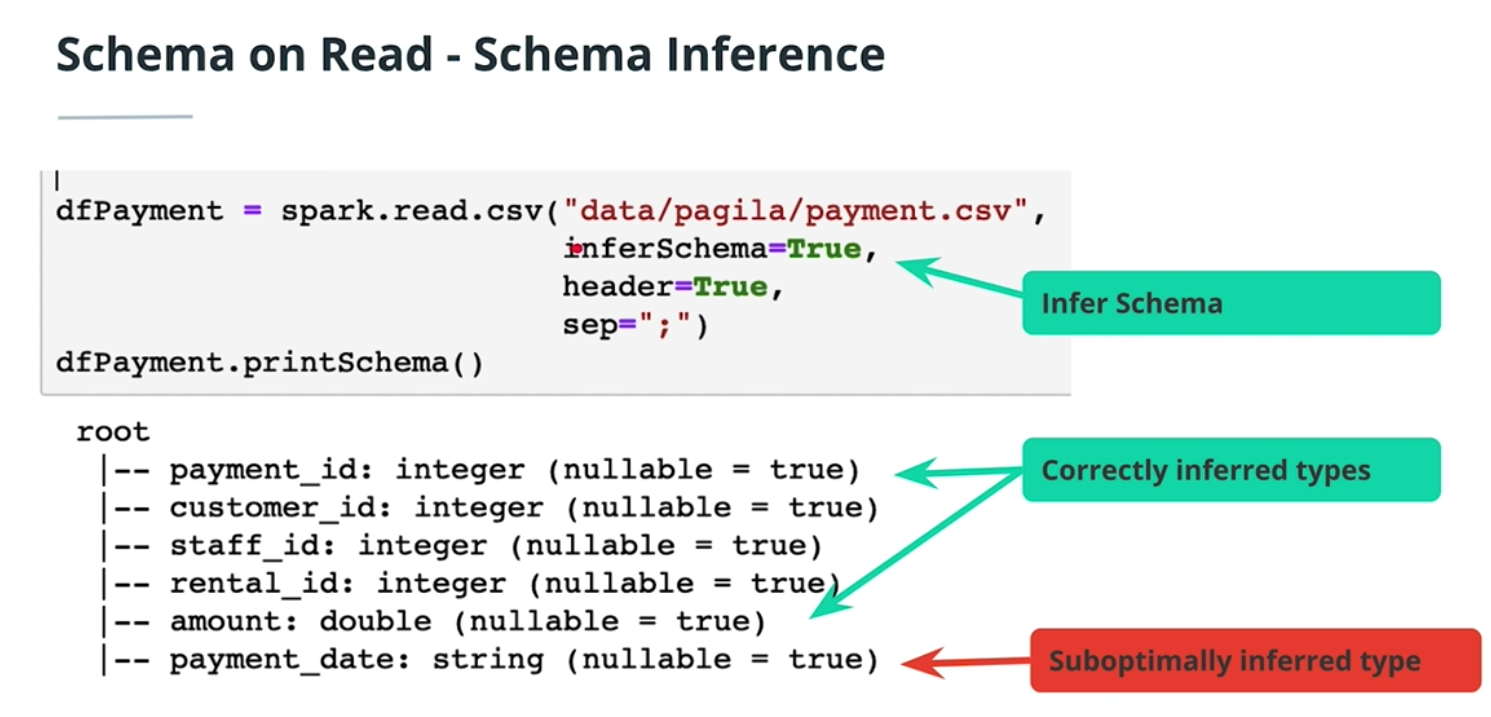 Schema on Read - Schema Inference
dfPayment = spark.read.csv("data/pagila/payment.csv",
inferSchema=True,
header=True,
sep=";")
dfPayment.printSchema()
Infer Schema
root
|-- payment_id: integer (nullable = true)
|-- customer_id: integer (nullable = true)
|-- staff_id: integer (nullable = true)
|-- rental_id: integer (nullable = true)
|-- amount: double (nullable = true)
|-- payment_date: string (nullable = true)
Correctly inferred types
Suboptimally inferred type